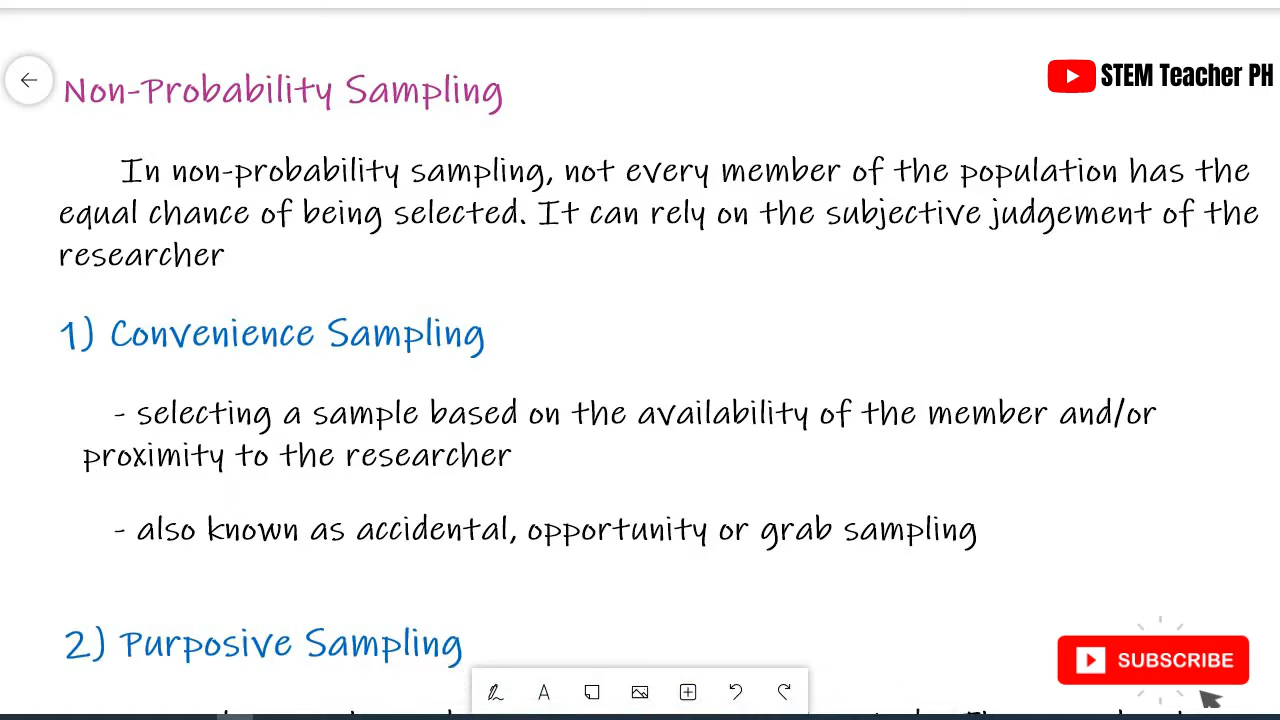 Non-Probability Sampling
STEM Teacher PH
In non-probability sampling, not every member of the population has the
equal chance of being selected. It can rely on the subjective judgement of the
researcher
1) Convenience Sampling
- selecting a sample based on the availability of the member and/or
proximity to the researcher
- also known as accidental, opportunity or grab sampling
2) Purposive Sampling
SUBSCRIBE
A